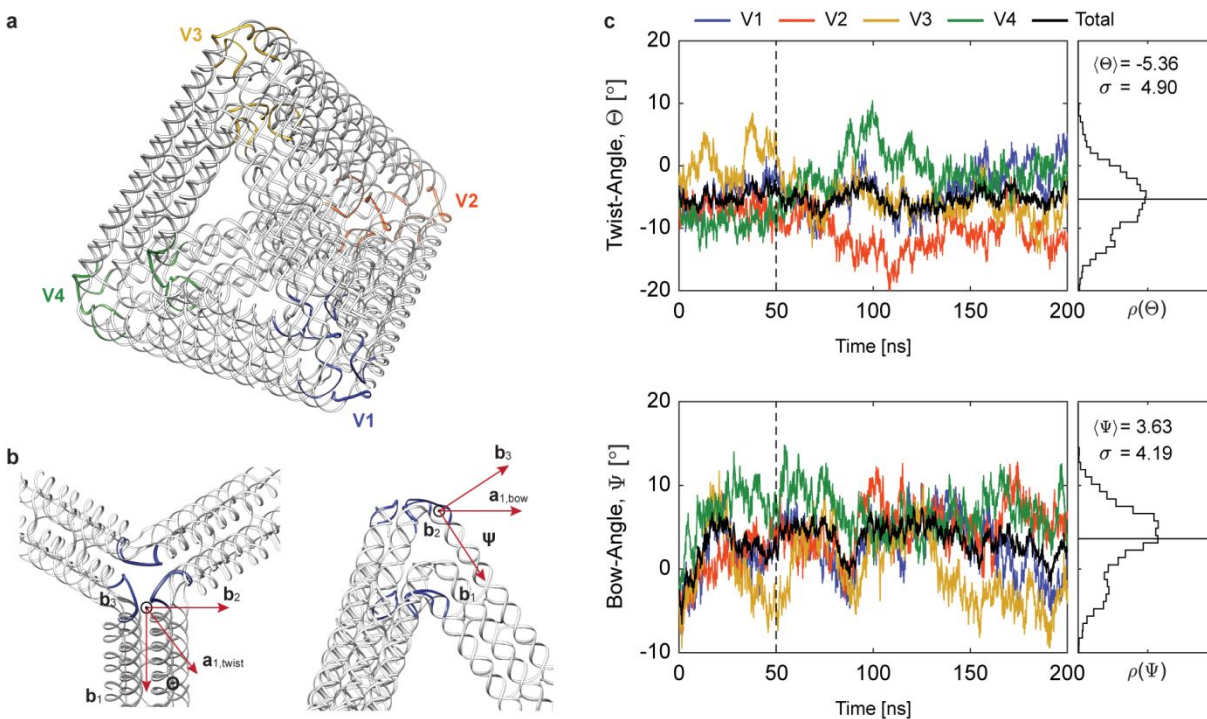 a
V3
V2
V4
V1
b
b3
b2
b1
a1,twist
Θ
b3
a1,bow
b2
Ψ
b1
c
V1 V2 V3 V4 Total
20
10
0
-10
-20
Twist-Angle, Θ [°]
0 50 100 150 200
Time [ns]
⟨Θ⟩= -5.36
σ = 4.90
ρ(Θ)
20
10
0
-10
Bow-Angle, Ψ [°]
0 50 100 150 200
Time [ns]
⟨Ψ⟩= 3.63
σ = 4.19
ρ(Ψ)